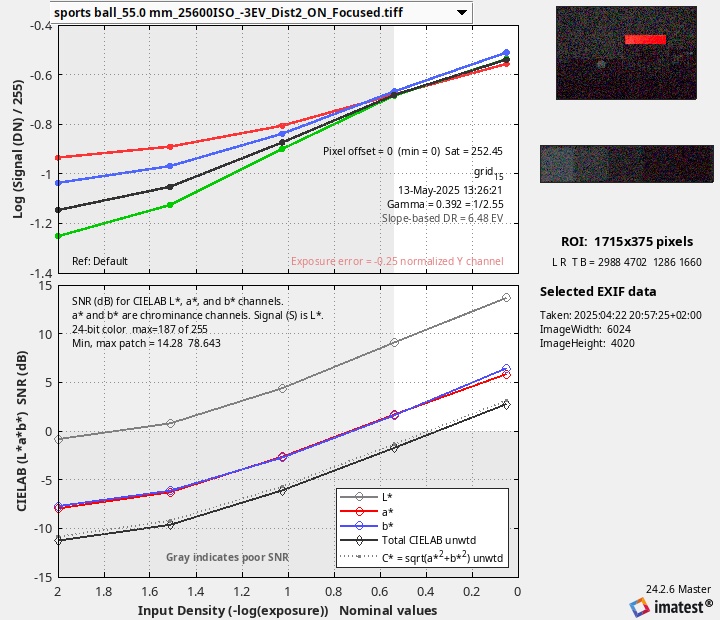 sports ball_55.0 mm_25600ISO_-3EV_Dist2_ON_Focused.tiff
-0.4
-0.6
-0.8
-1
-1.2
-1.4
Log (Signal (DN) / 255)
Pixel offset = 0 (min = 0) Sat = 252.45
grid15
13-May-2025 13:26:21
Gamma = 0.392 =1/2.55
Slope-based DR = 6.48 EV
Ref: Default
Exposure error = -0.25 normalized Y channel
ROI: 1715x375 pixels
L R T B = 2988 4702 1286 1660
Selected EXIF data
Taken: 2025:04:22 20:57:25+02:00
ImageWidth: 6024
ImageHeight: 4020
15
10
5
0
-5
-10
-15
CIELAB (L*a*b*) SNR (dB)
SNR (dB) for CIELAB L*, a*, and b* channels.
a* and b* are chrominance channels. Signal (S) is L*.
24-bit color max=187 of 255
Min, max patch = 14.28 78.643
L*
a*
b*
Total CIELAB unwtd
C* = sqrt(a*2+b*2) unwtd
Gray indicates poor SNR
2 1.8 1.6 1.4 1.2 1 0.8 0.6 0.4 0.2 0
Input Density (-log(exposure)) Nominal values
24.2.6 Master
imatest®